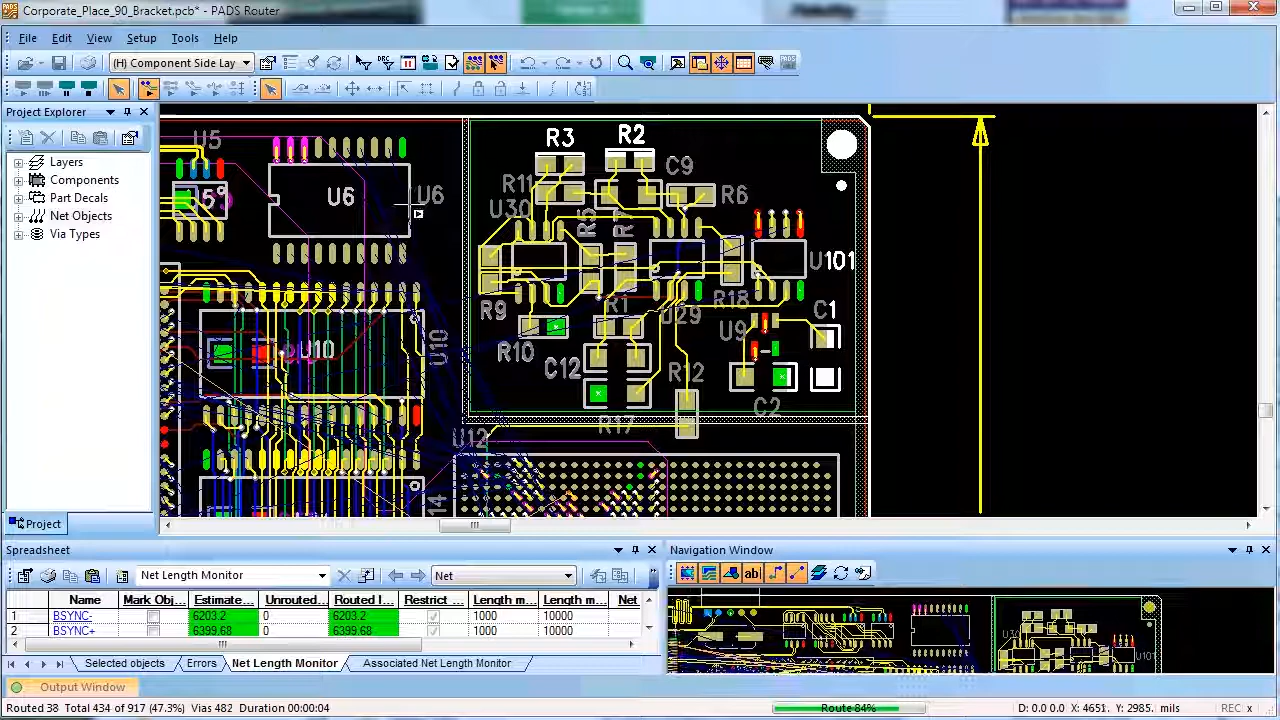 Corporate_Place_90_Bracket.pcb* - PADS Router
File Edit View Setup Tools Help
(H) Component Side Lay
Project Explorer
Layers
Components
Part Decals
Net Objects
Via Types
Project
U5
5
U6
U6
R3
R2
C9
R11
R6
U30
R5
R7
U101
R9
R1
R18
U29
C1
U9
R10
C12
R12
C2
R17
U10
U10
U12
14
Spreadsheet
Net Length Monitor
Net
Name Mark Obj... Estimate... Unrouted... Routed l... Restrict ... Length m... Length m... Net
1 BSYNC- 6203.2 0 6203.2 1000 10000
2 BSYNC+ 6399.68 0 6399.68 1000 10000
Selected objects Errors Net Length Monitor Associated Net Length Monitor
Navigation Window
ab
U101
Output Window
Routed 38 Total 434 of 917 (47.3%) Vias 482 Duration 00:00:04 Route 84% D: 0.0 0.0 X: 4651. Y: 2985. mils REC